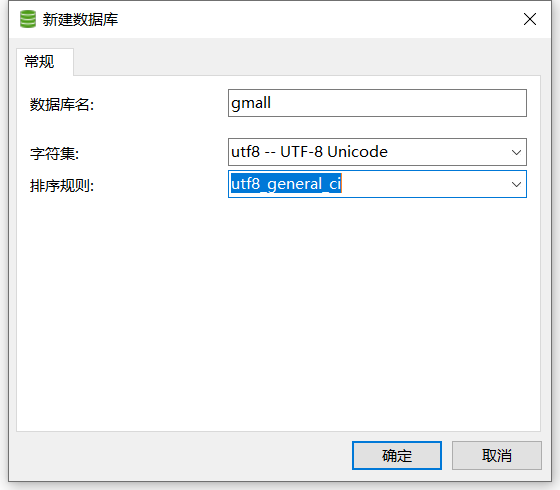 新建数据库
常规
数据库名: gmall
字符集: utf8 -- UTF-8 Unicode
排序规则: utf8_general_ci
确定 取消